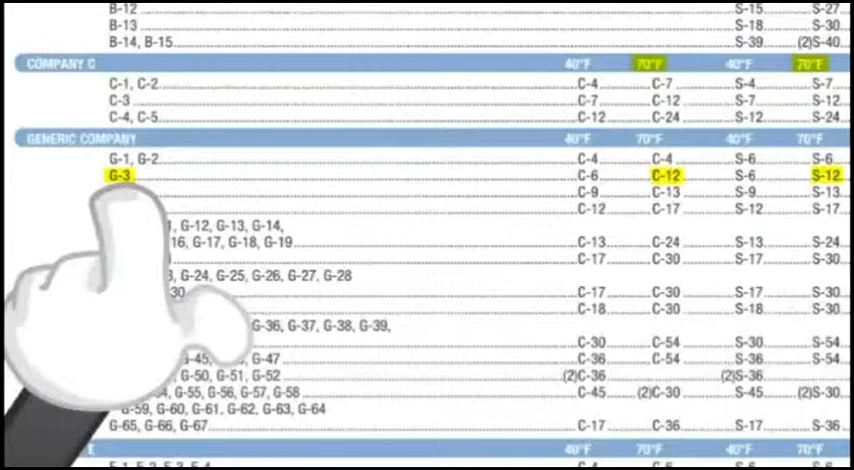 B-12 S-15 S-27
B-13 S-18 S-30
B-14, B-15 S-39 (2)S-40
COMPANY C 40°F 70°F 40°F 70°F
C-1, C-2 C-4 C-7 S-4 S-7
C-3 C-7 C-12 S-7 S-12
C-4, C-5 C-12 C-24 S-12 S-24
GENERIC COMPANY 40°F 70°F 40°F 70°F
G-1, G-2 C-4 C-4 S-6 S-6
G-3 C-6 C-12 S-6 S-12
C-9 C-13 S-9 S-13
C-12 C-17 S-12 S-17
G-12, G-13, G-14,
16, G-17, G-18, G-19 C-13 C-24 S-13 S-24
C-17 C-30 S-17 S-30
G-24, G-25, G-26, G-27, G-28
30 C-17 C-30 S-17 S-30
C-18 C-30 S-18 S-30
G-36, G-37, G-38, G-39,
C-30 C-54 S-30 S-54
-45, G-47 C-36 C-54 S-36 S-54
G-50, G-51, G-52 (2)C-36 (2)S-36
G-55, G-56, G-57, G-58 C-45 (2)C-30 S-45 (2)S-30
G-59, G-60, G-61, G-62, G-63, G-64
G-65, G-66, G-67 C-17 C-36 S-17 S-36
E 40°F 70°F 40°F 70°F